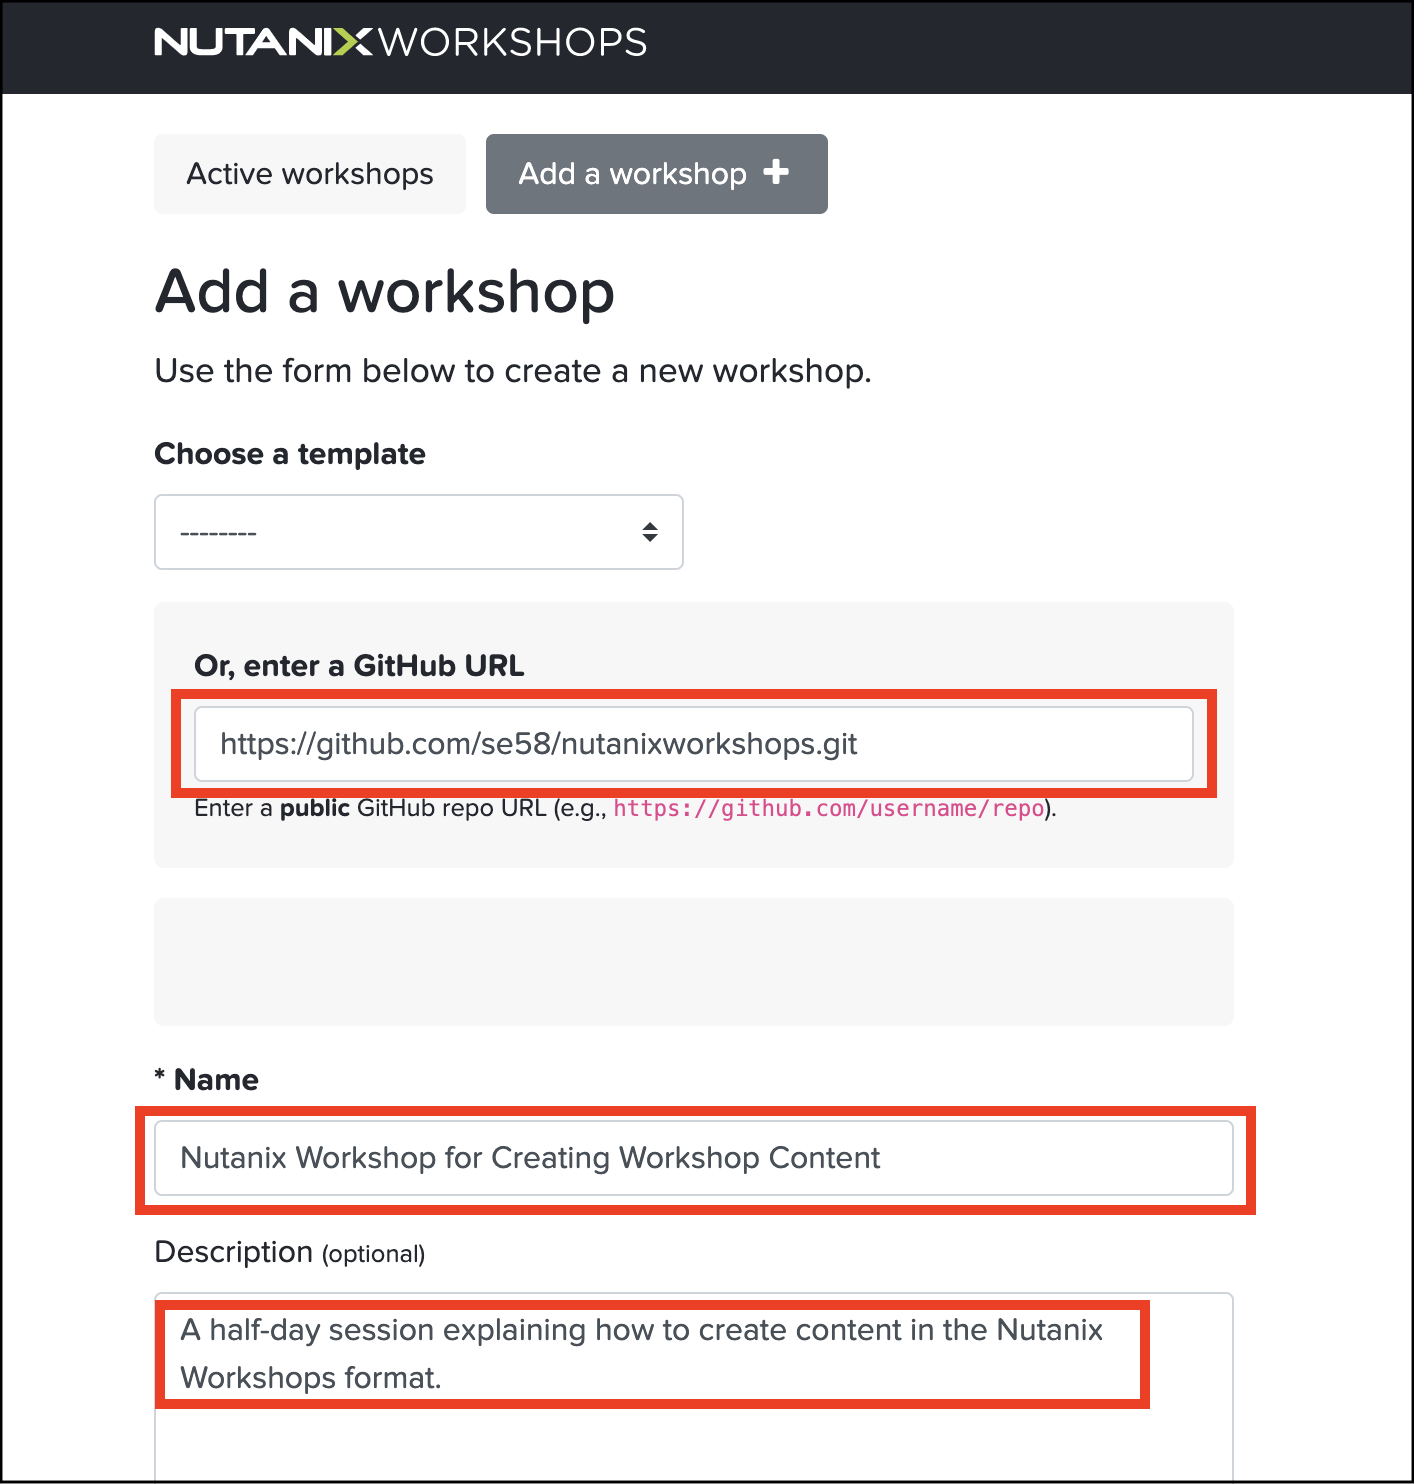 NUTANIXWORKSHOPS
Active workshops
Add a workshop +
Add a workshop
Use the form below to create a new workshop.
Choose a template
--------
Or, enter a GitHub URL
https://github.com/se58/nutanixworkshops.git
Enter a public GitHub repo URL (e.g., https://github.com/username/repo).
* Name
Nutanix Workshop for Creating Workshop Content
Description (optional)
A half-day session explaining how to create content in the Nutanix
Workshops format.